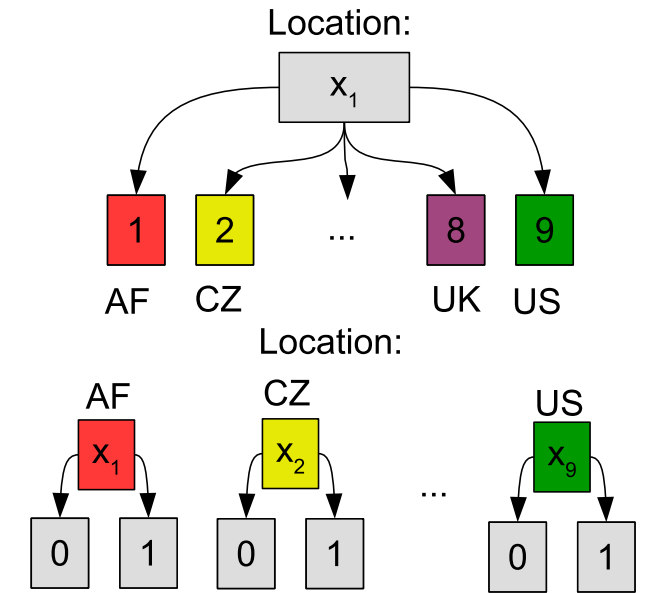 Location:
x1
1 2 ... 8 9
AF CZ UK US
Location:
AF CZ US
x1 x2 ... x9
0 1 0 1 0 1